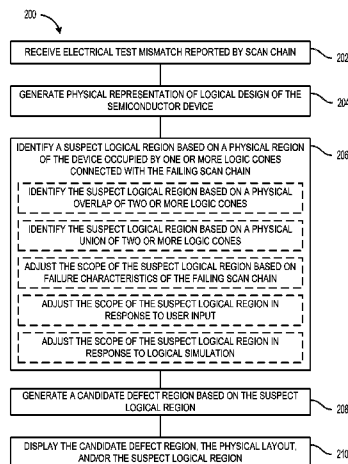 200
RECEIVE ELECTRICAL TEST MISMATCH REPORTED BY SCAN CHAIN
202
GENERATE PHYSICAL REPRESENTATION OF LOGICAL DESIGN OF THE
SEMICONDUCTOR DEVICE
204
IDENTIFY A SUSPECT LOGICAL REGION BASED ON A PHYSICAL REGION
OF THE DEVICE OCCUPIED BY ONE OR MORE LOGIC CONES
CONNECTED WITH THE FAILING SCAN CHAIN
206
IDENTIFY THE SUSPECT LOGICAL REGION BASED ON A PHYSICAL
OVERLAP OF TWO OR MORE LOGIC CONES
IDENTIFY THE SUSPECT LOGICAL REGION BASED ON A PHYSICAL
UNION OF TWO OR MORE LOGIC CONES
ADJUST THE SCOPE OF THE SUSPECT LOGICAL REGION BASED ON
FAILURE CHARACTERISTICS OF THE FAILING SCAN CHAIN
ADJUST THE SCOPE OF THE SUSPECT LOGICAL REGION IN
RESPONSE TO USER INPUT
ADJUST THE SCOPE OF THE SUSPECT LOGICAL REGION IN
RESPONSE TO LOGICAL SIMULATION
GENERATE A CANDIDATE DEFECT REGION BASED ON THE SUSPECT
LOGICAL REGION
208
DISPLAY THE CANDIDATE DEFECT REGION, THE PHYSICAL LAYOUT,
AND/OR THE SUSPECT LOGICAL REGION
210